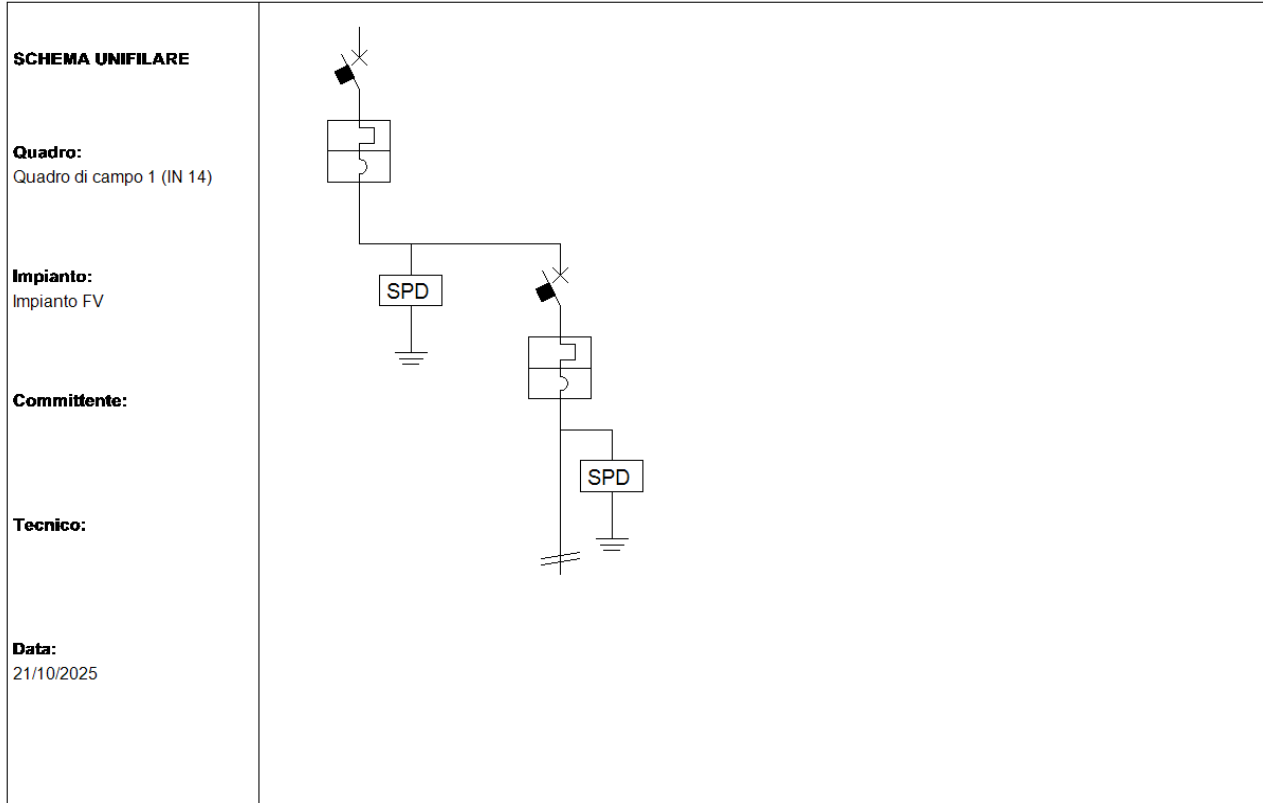 SCHEMA UNIFILARE
Quadro:
Quadro di campo 1 (IN 14)
Impianto:
Impianto FV
Committente:
Tecnico:
Data:
21/10/2025
SPD
SPD